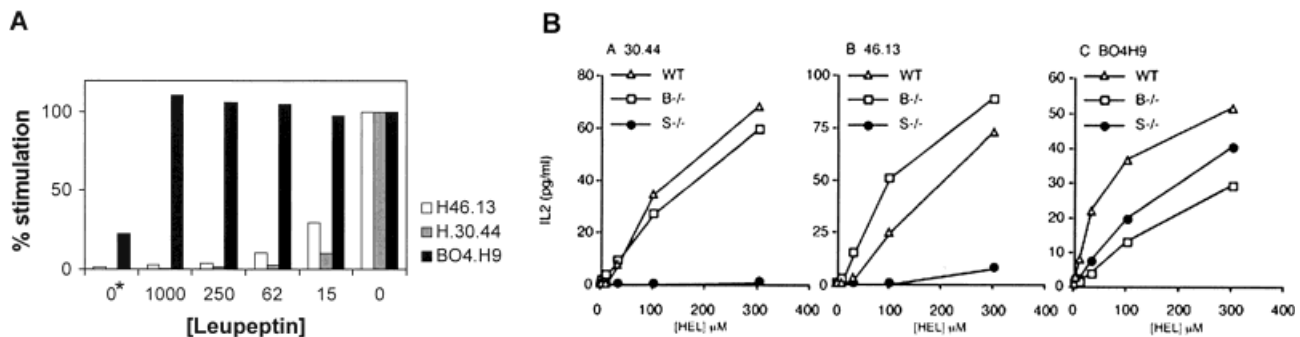 A
% stimulation
100
50
0
0* 1000 250 62 15 0
[Leupeptin]
H46.13
H.30.44
BO4.H9
B
A 30.44
WT
B-/-
S-/-
IL2 (pg/ml)
80
60
40
20
0
0 100 200 300 400
[HEL] μM
B 46.13
WT
B-/-
S-/-
100
75
50
25
0
0 100 200 300 400
[HEL] μM
C BO4H9
WT
B-/-
S-/-
60
50
40
30
20
10
0
0 100 200 300 400
[HEL] μM